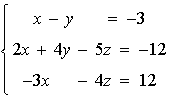 x − y = −3
2x + 4y − 5z = −12
−3x − 4z = 12